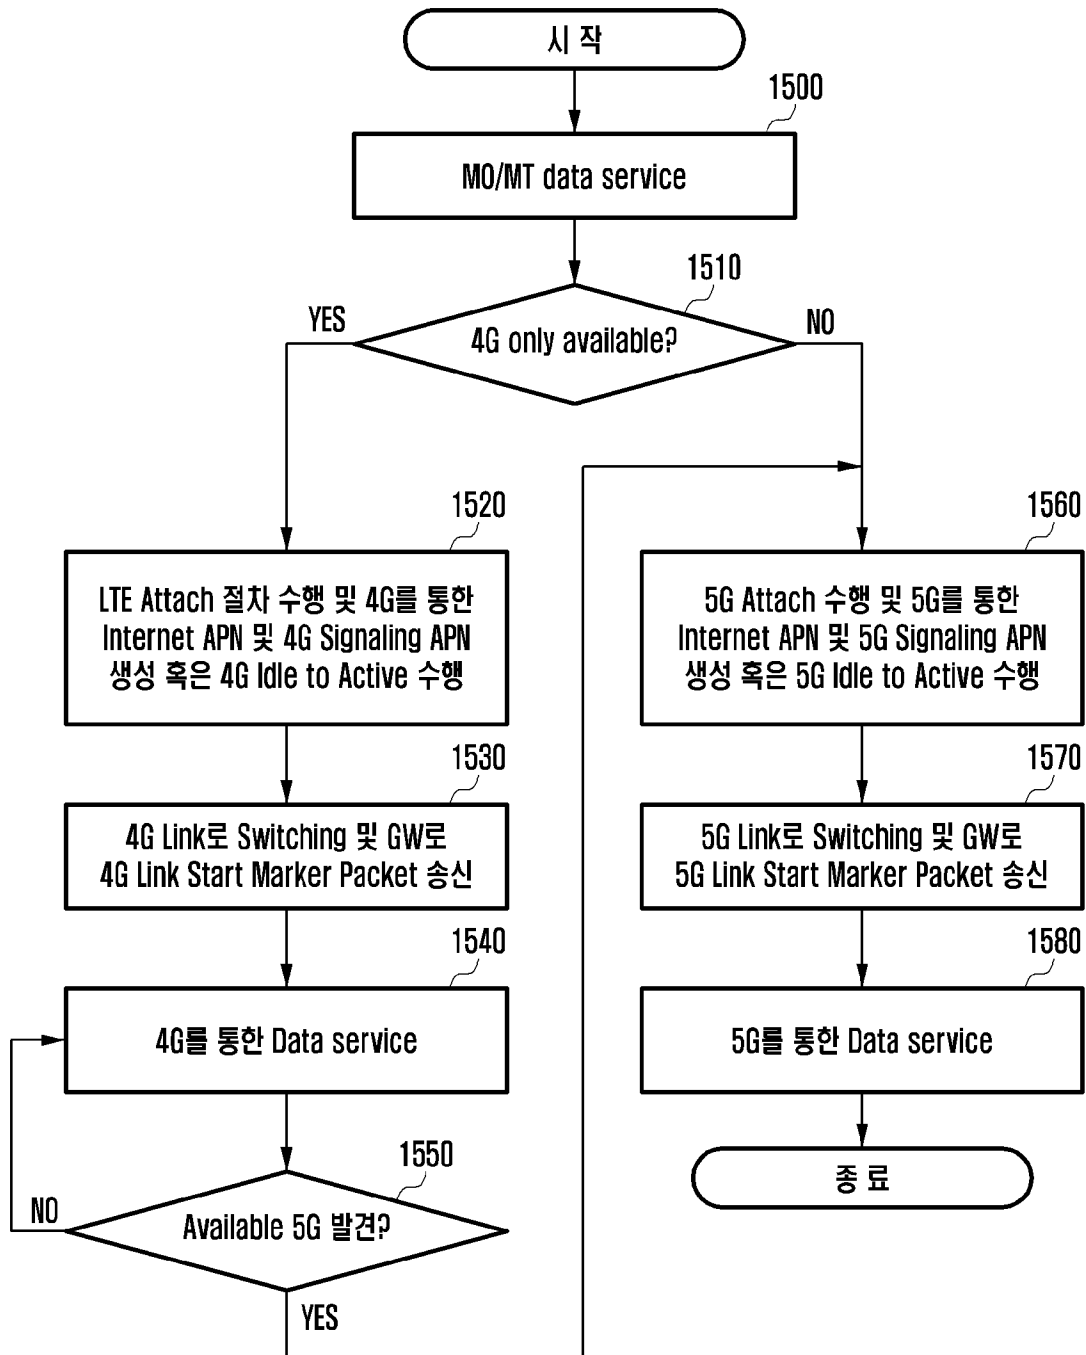 시 작
1500
MO/MT data service
1510
YES
4G only available?
NO
1520
LTE Attach 절차 수행 및 4G를 통한
Internet APN 및 4G Signaling APN
생성 혹은 4G Idle to Active 수행
1560
5G Attach 수행 및 5G를 통한
Internet APN 및 5G Signaling APN
생성 혹은 5G Idle to Active 수행
1530
4G Link로 Switching 및 GW로
4G Link Start Marker Packet 송신
1570
5G Link로 Switching 및 GW로
5G Link Start Marker Packet 송신
1540
4G를 통한 Data service
1580
5G를 통한 Data service
1550
NO
Available 5G 발견?
YES
종 료